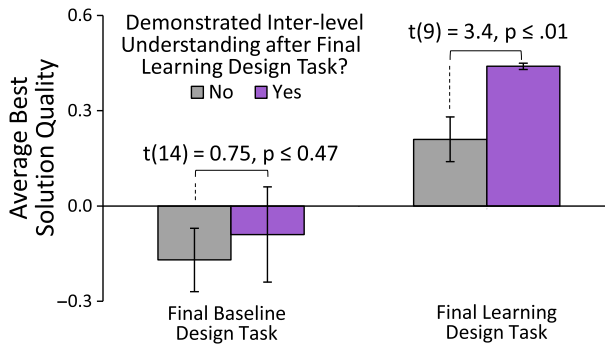 0.6
0.3
0.0
−0.3
Average Best
Solution Quality
Demonstrated Inter-level
Understanding after Final
Learning Design Task?
No Yes
t(14) = 0.75, p ≤ 0.47
t(9) = 3.4, p ≤ .01
Final Baseline
Design Task
Final Learning
Design Task